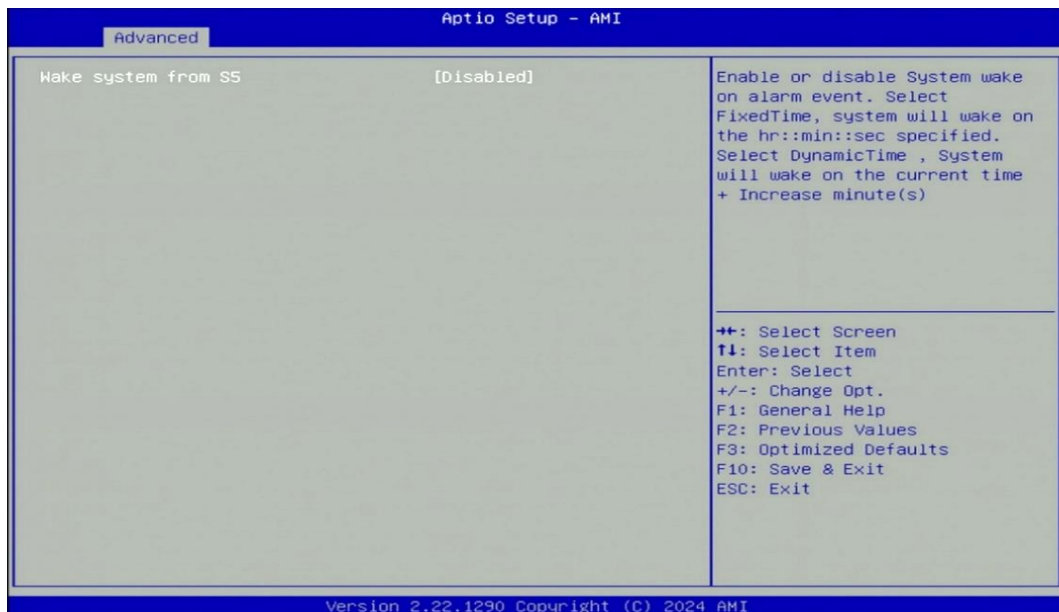 Aptio Setup - AMI
Advanced
Wake system from S5 [Disabled]
Enable or disable System wake
on alarm event. Select
FixedTime, system will wake on
the hr::min::sec specified.
Select DynamicTime , System
will wake on the current time
+ Increase minute(s)
→←: Select Screen
↑↓: Select Item
Enter: Select
+/-: Change Opt.
F1: General Help
F2: Previous Values
F3: Optimized Defaults
F10: Save & Exit
ESC: Exit
Version 2.22.1290 Copyright (C) 2024 AMI